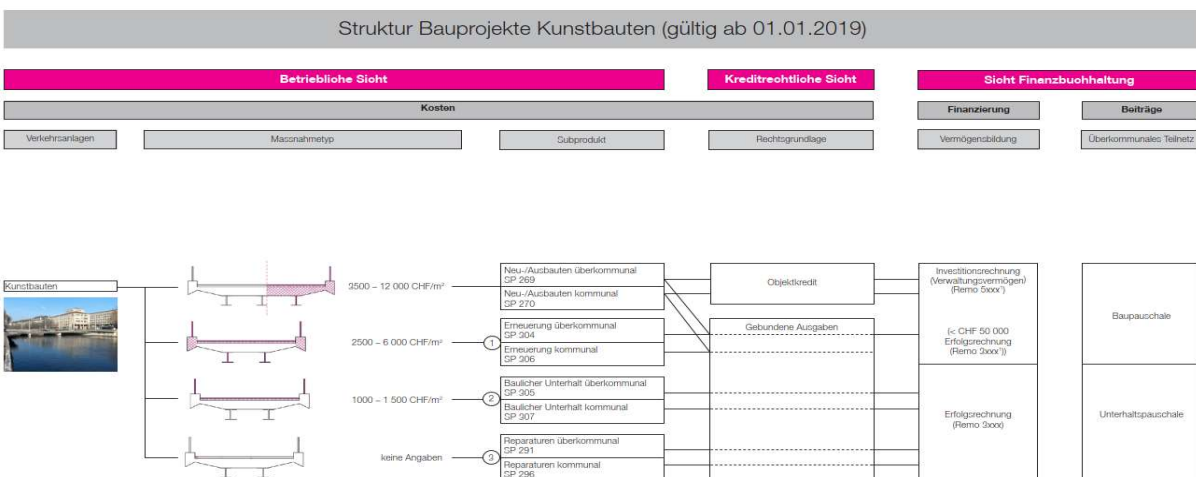 Struktur Bauprojekte Kunstbauten (gültig ab 01.01.2019)
Betriebliche Sicht
Kreditrechtliche Sicht
Sicht Finanzbuchhaltung
Kosten
Finanzierung
Beiträge
Verkehrsanlagen
Massnahmetyp
Subprodukt
Rechtsgrundlage
Vermögensbildung
Überkommunales Teilnetz
Kunstbauten
3500 – 12 000 CHF/m²
Neu-/Ausbauten überkommunal
SP 269
Neu-/Ausbauten kommunal
SP 270
Objektkredit
Investitionsrechnung
(Verwaltungsvermögen)
(Remo 5xxx¹)
Baupauschale
2500 – 6 000 CHF/m²
1
Erneuerung überkommunal
SP 304
Erneuerung kommunal
SP 306
Gebundene Ausgaben
(< CHF 50 000
Erfolgsrechnung
(Remo 3xxx¹))
1000 – 1 500 CHF/m²
2
Baulicher Unterhalt überkommunal
SP 305
Baulicher Unterhalt kommunal
SP 307
Erfolgsrechnung
(Remo 3xxx)
Unterhaltspauschale
keine Angaben
3
Reparaturen überkommunal
SP 291
Reparaturen kommunal
SP 296